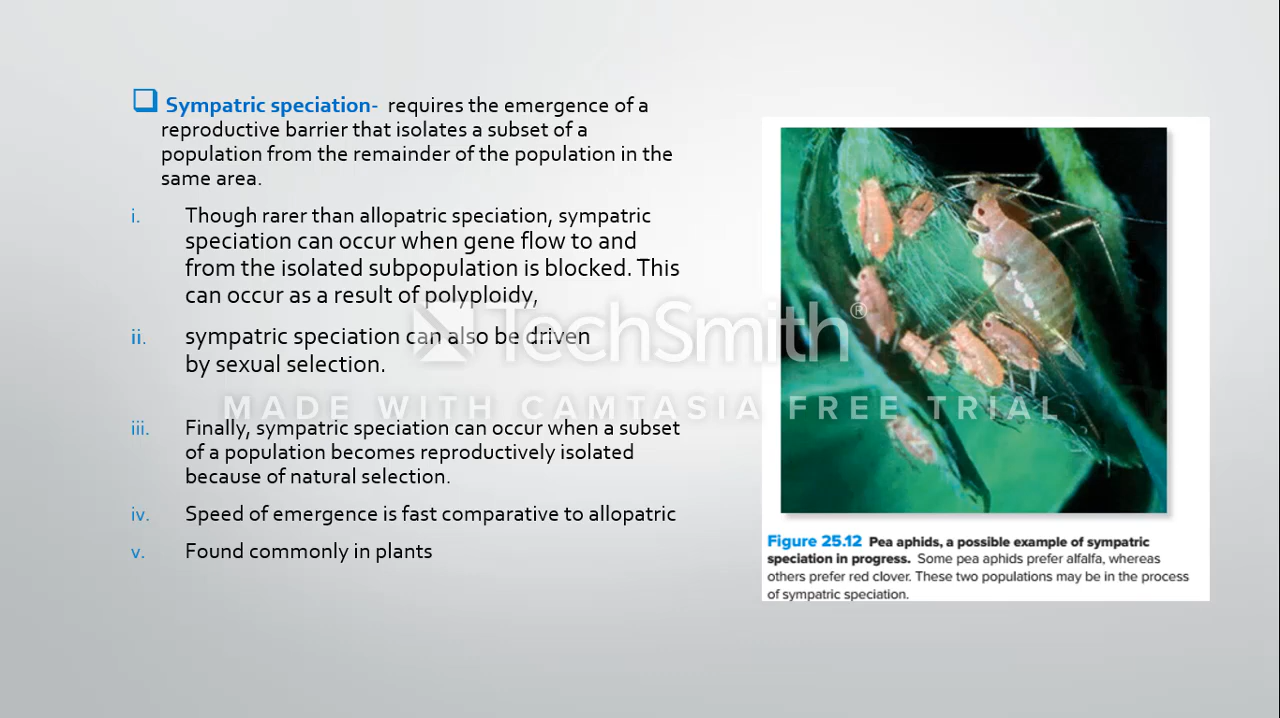 Sympatric speciation- requires the emergence of a
reproductive barrier that isolates a subset of a
population from the remainder of the population in the
same area.
i. Though rarer than allopatric speciation, sympatric
speciation can occur when gene flow to and
from the isolated subpopulation is blocked. This
can occur as a result of polyploidy,
ii. sympatric speciation can also be driven
by sexual selection.
iii. Finally, sympatric speciation can occur when a subset
of a population becomes reproductively isolated
because of natural selection.
iv. Speed of emergence is fast comparative to allopatric
v. Found commonly in plants
TechSmith®
MADE WITH CAMTASIA FREE TRIAL
Figure 25.12 Pea aphids, a possible example of sympatric
speciation in progress. Some pea aphids prefer alfalfa, whereas
others prefer red clover. These two populations may be in the process
of sympatric speciation.